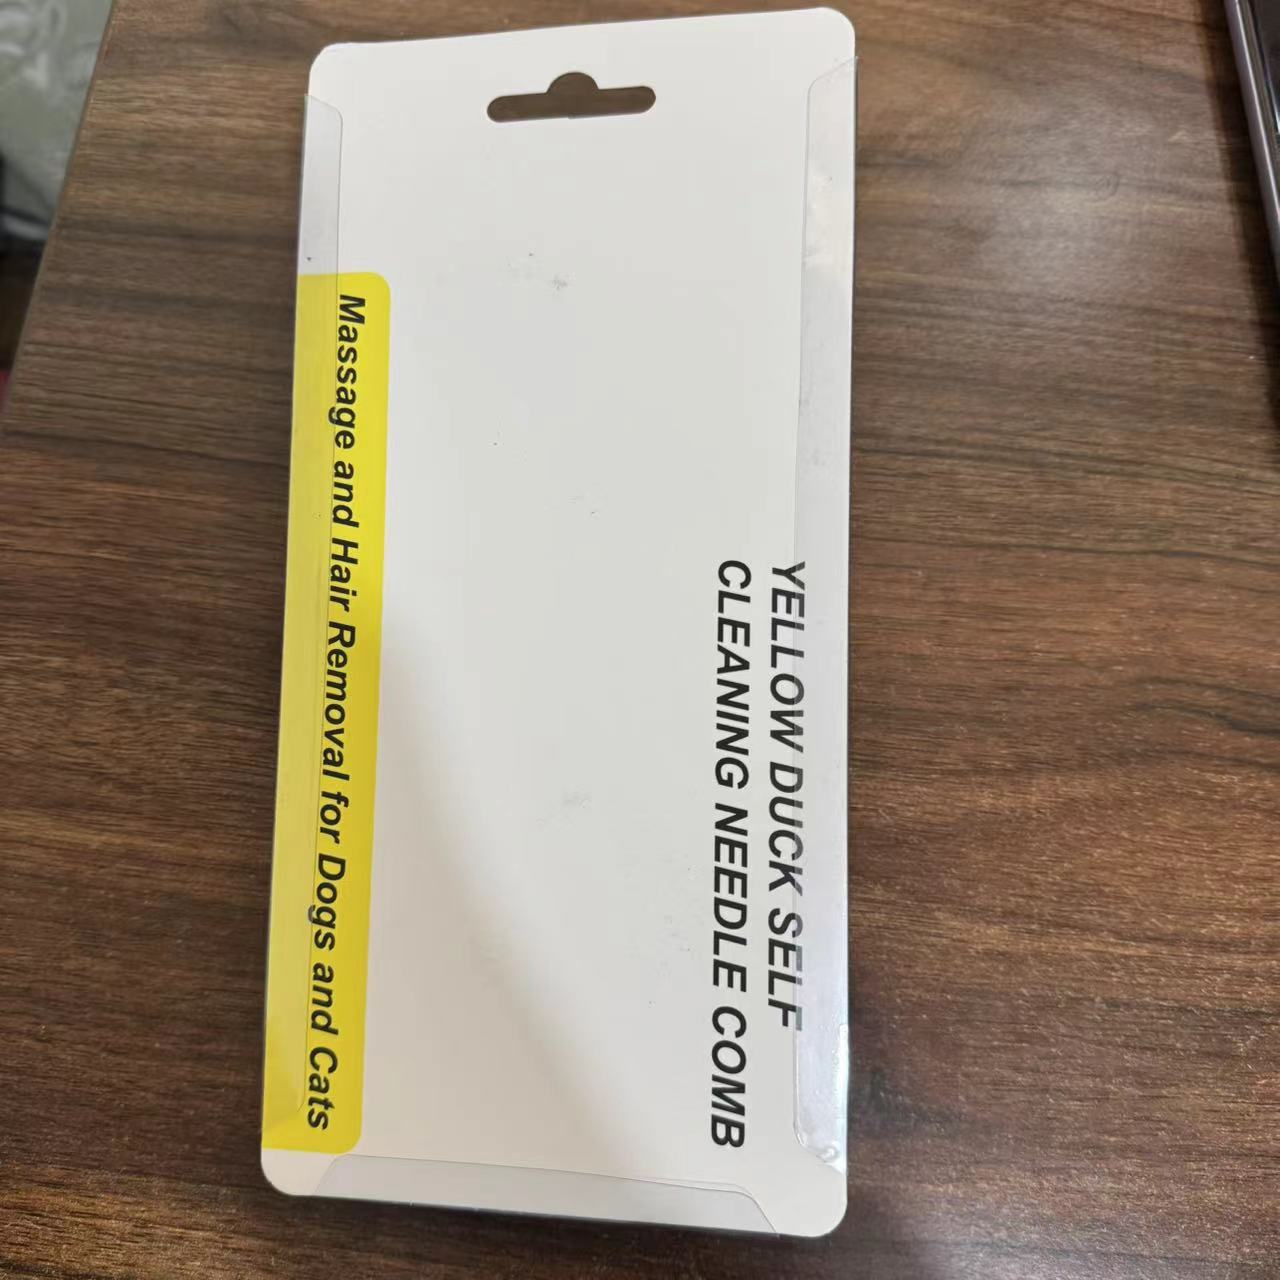 YELLOW DUCK SELF
CLEANING NEEDLE COMB
Massage and Hair Removal for Dogs and Cats